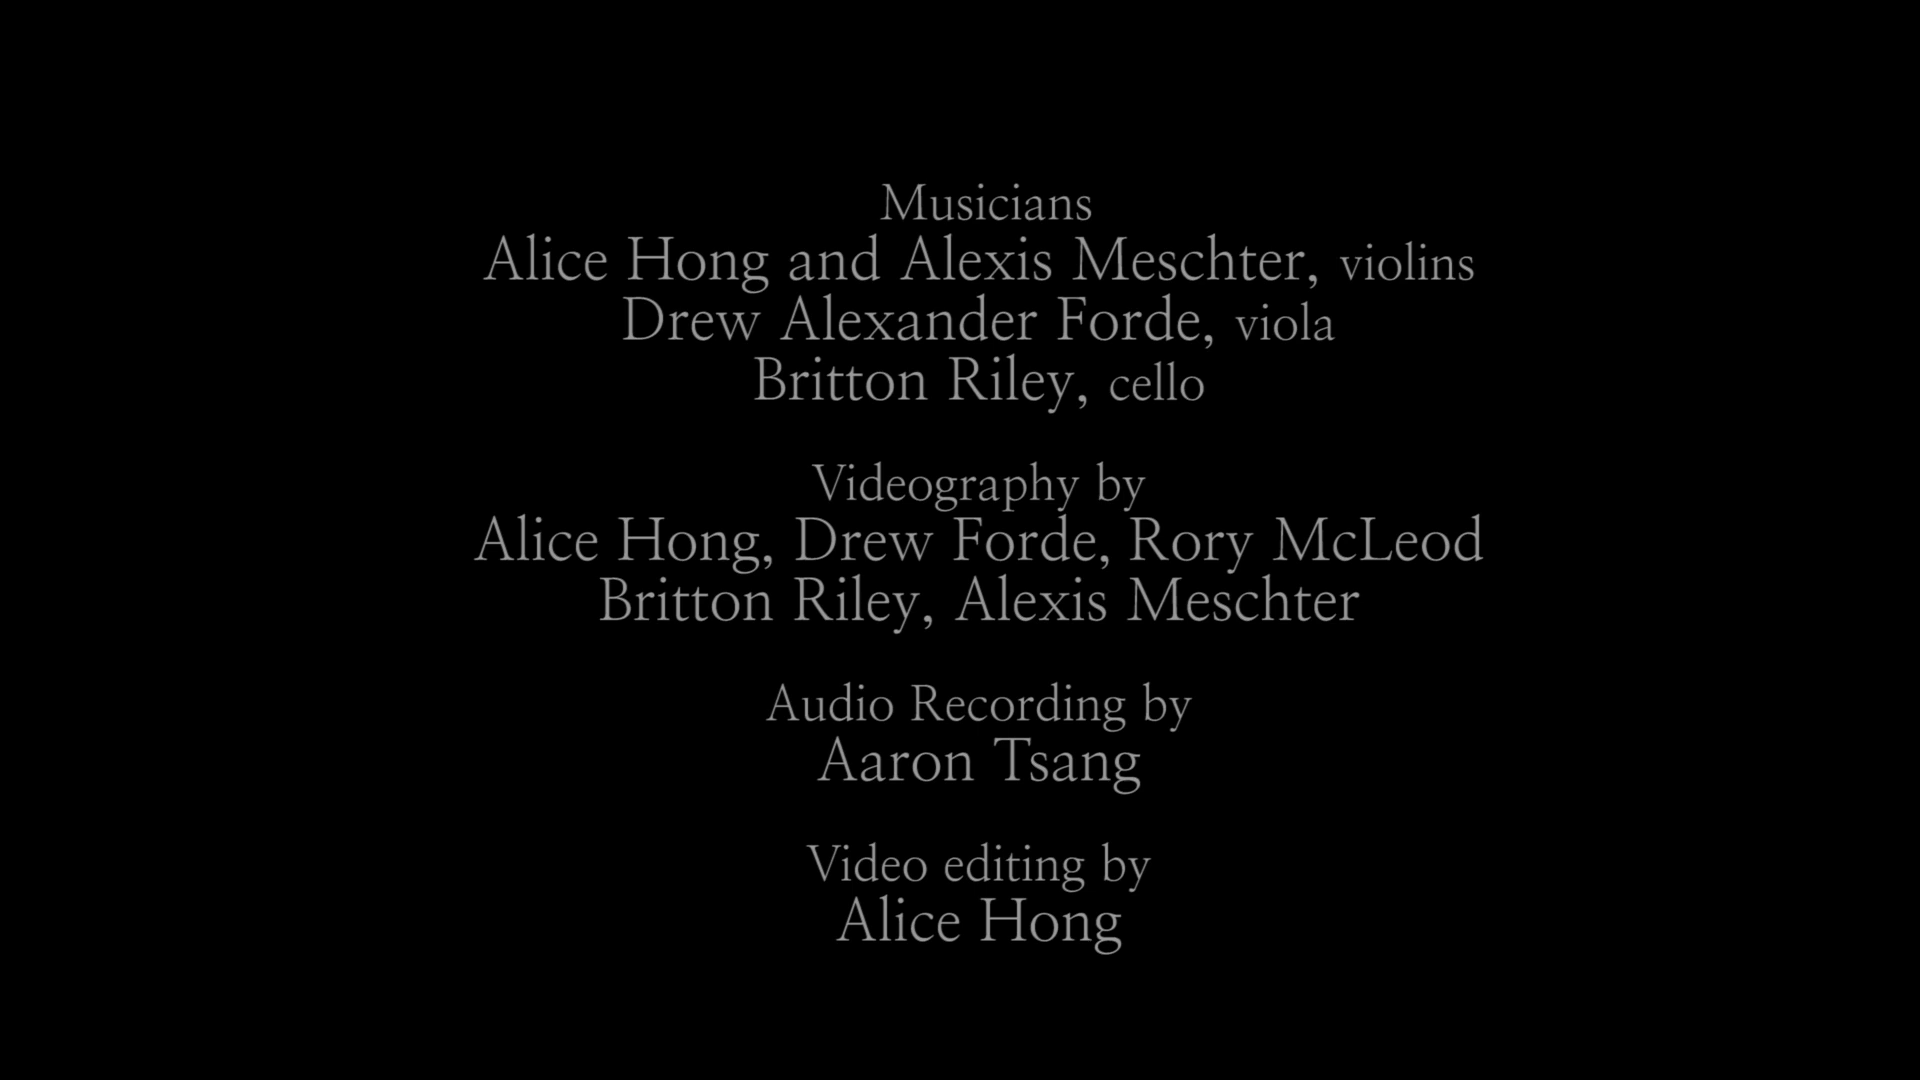 Musicians
Alice Hong and Alexis Meschter, violins
Drew Alexander Forde, viola
Britton Riley, cello
Videography by
Alice Hong, Drew Forde, Rory McLeod
Britton Riley, Alexis Meschter
Audio Recording by
Aaron Tsang
Video editing by
Alice Hong